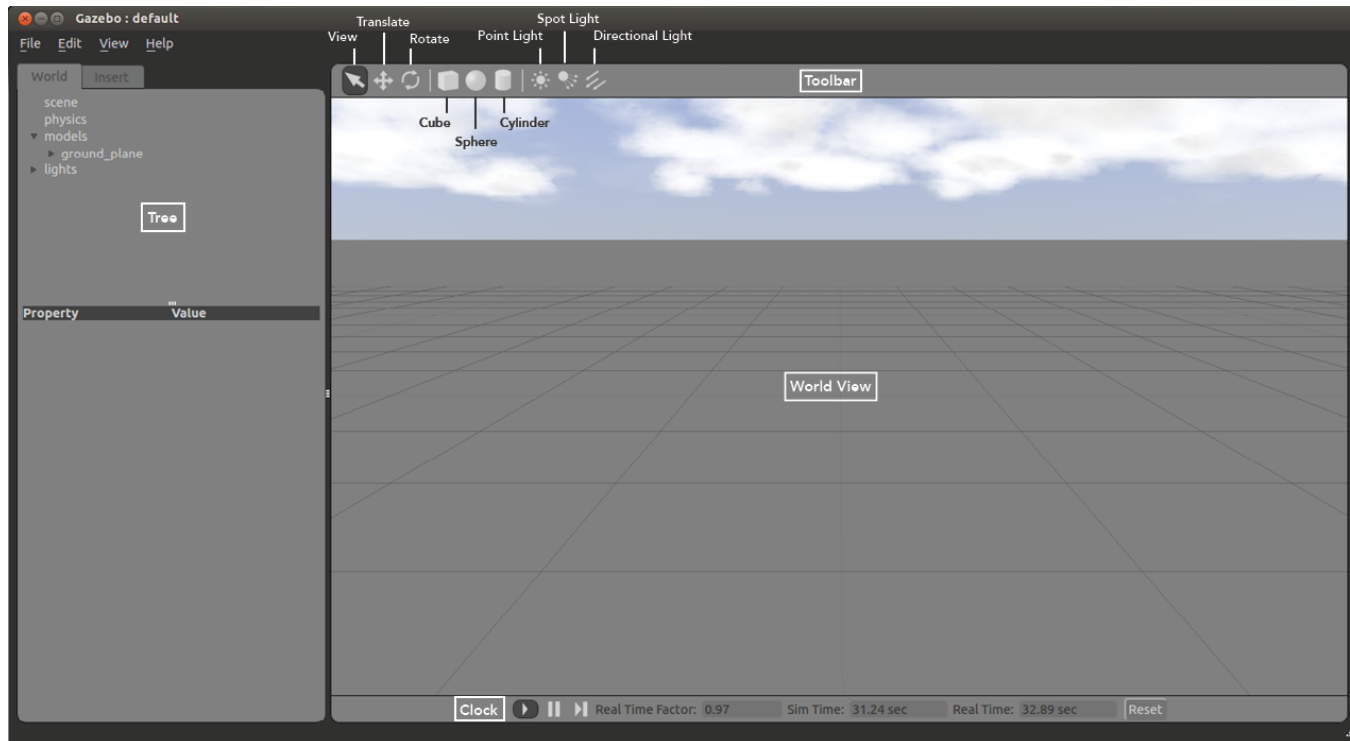 Gazebo : default
File Edit View Help
Translate
Spot Light
View
Rotate
Point Light
Directional Light
World Insert
Toolbar
scene
physics
models
ground_plane
lights
Cube
Cylinder
Sphere
Tree
Property Value
World View
Clock Real Time Factor: 0.97 Sim Time: 31.24 sec Real Time: 32.89 sec Reset